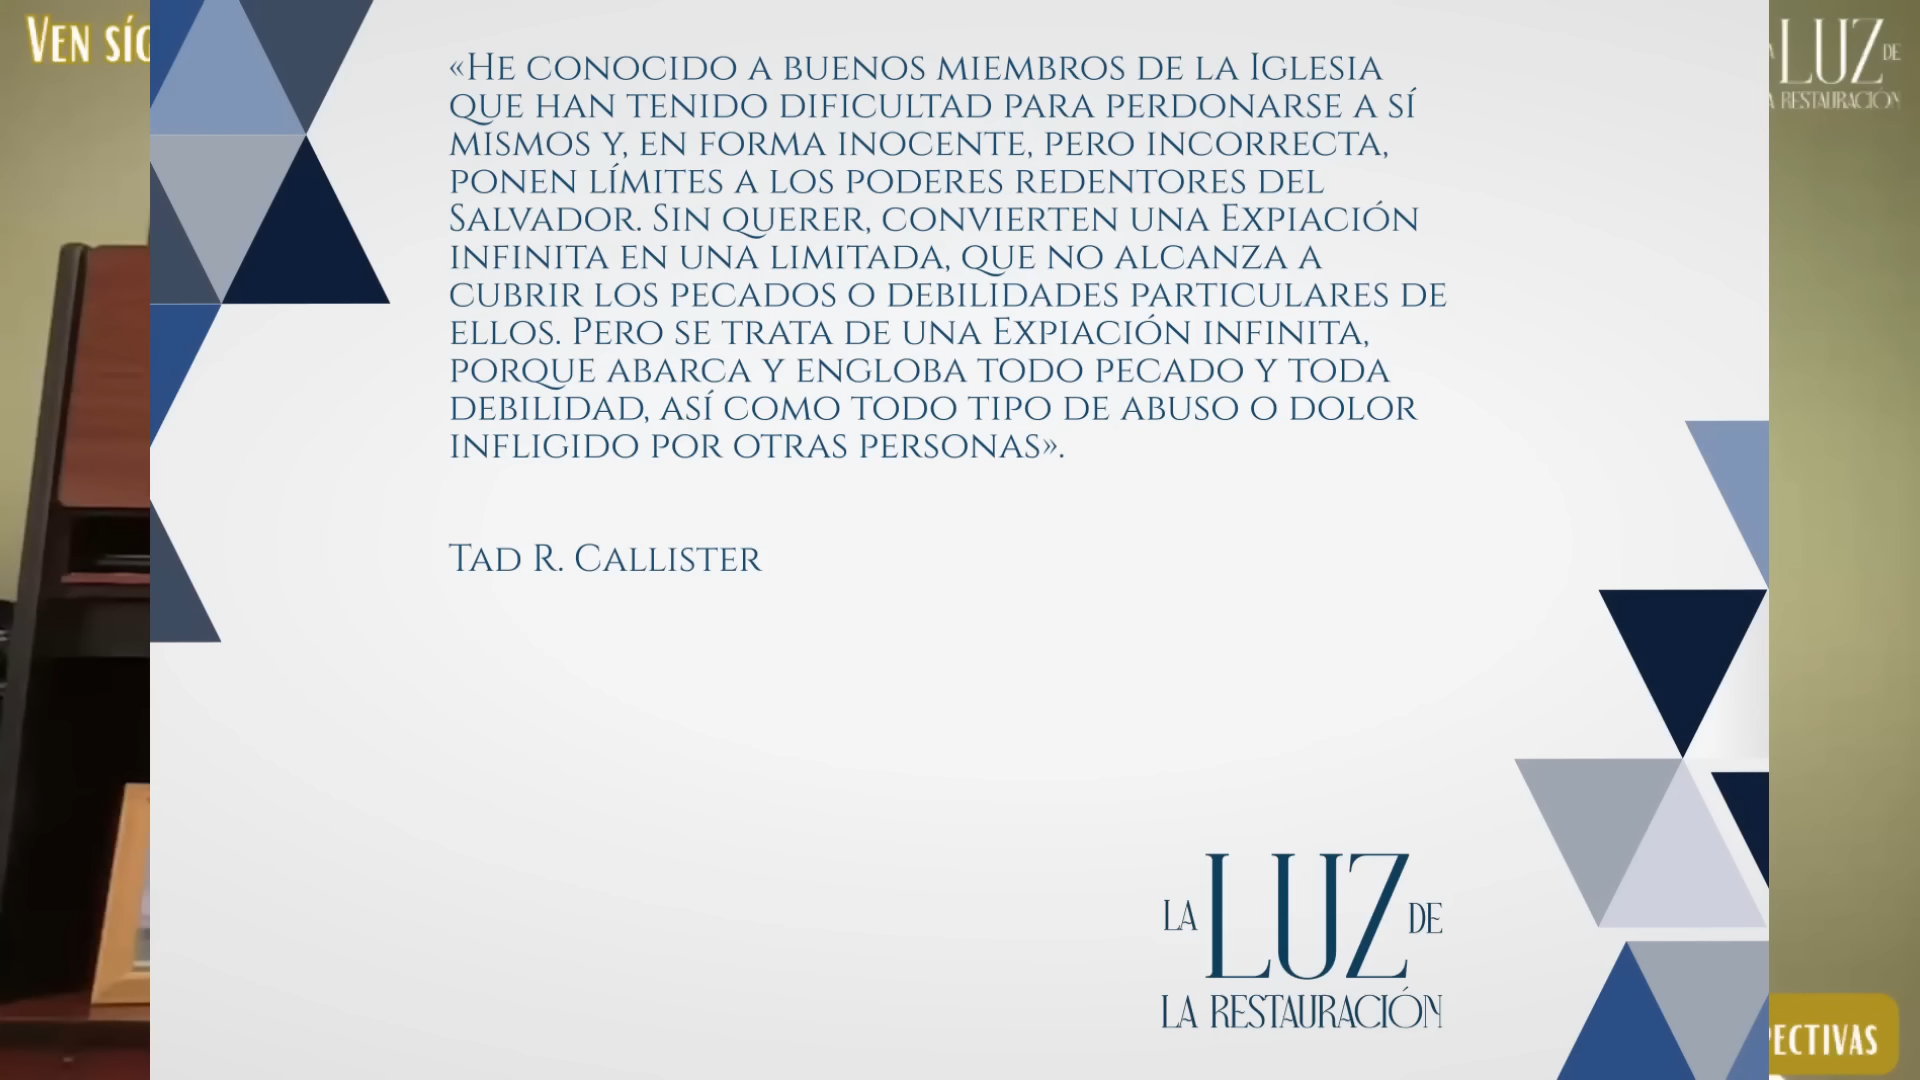 Ven síg
«He conocido a buenos miembros de la Iglesia
que han tenido dificultad para perdonarse a sí
mismos y, en forma inocente, pero incorrecta,
ponen límites a los poderes redentores del
Salvador. Sin querer, convierten una Expiación
infinita en una limitada, que no alcanza a
cubrir los pecados o debilidades particulares de
ellos. Pero se trata de una Expiación infinita,
porque abarca y engloba todo pecado y toda
debilidad, así como todo tipo de abuso o dolor
infligido por otras personas».
Tad R. Callister
LA LUZ DE
LA RESTAURACIÓN
LUZ DE
LA RESTAURACIÓN
PECTIVAS